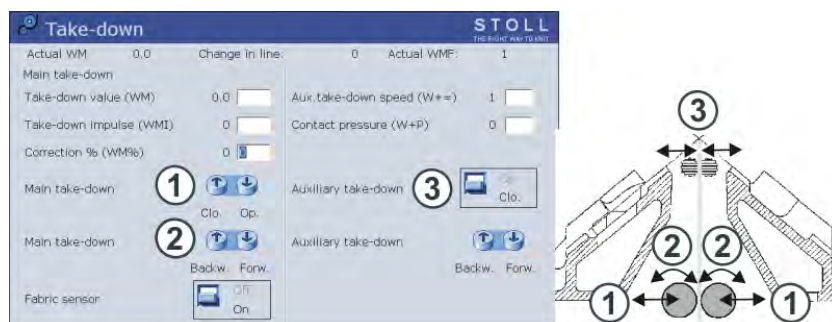 Take-down
STOLL
THE RIGHT WAY TO KNIT
Actual WM 0.0 Change in line: 0 Actual WMF: 1
Main take-down
Take-down value (WM) 0.0 Aux.take-down speed (W+=) 1
Take-down impulse (WMI) 0 Contact pressure (W+P) 0
Correction % (WM%) 0 0
Main take-down 1 Auxiliary take-down 3
Clo. Op. Clo.
Main take-down 2 Auxiliary take-down
Backw. Forw. Backw. Forw.
Fabric sensor Off
On
3
2 2
1 1